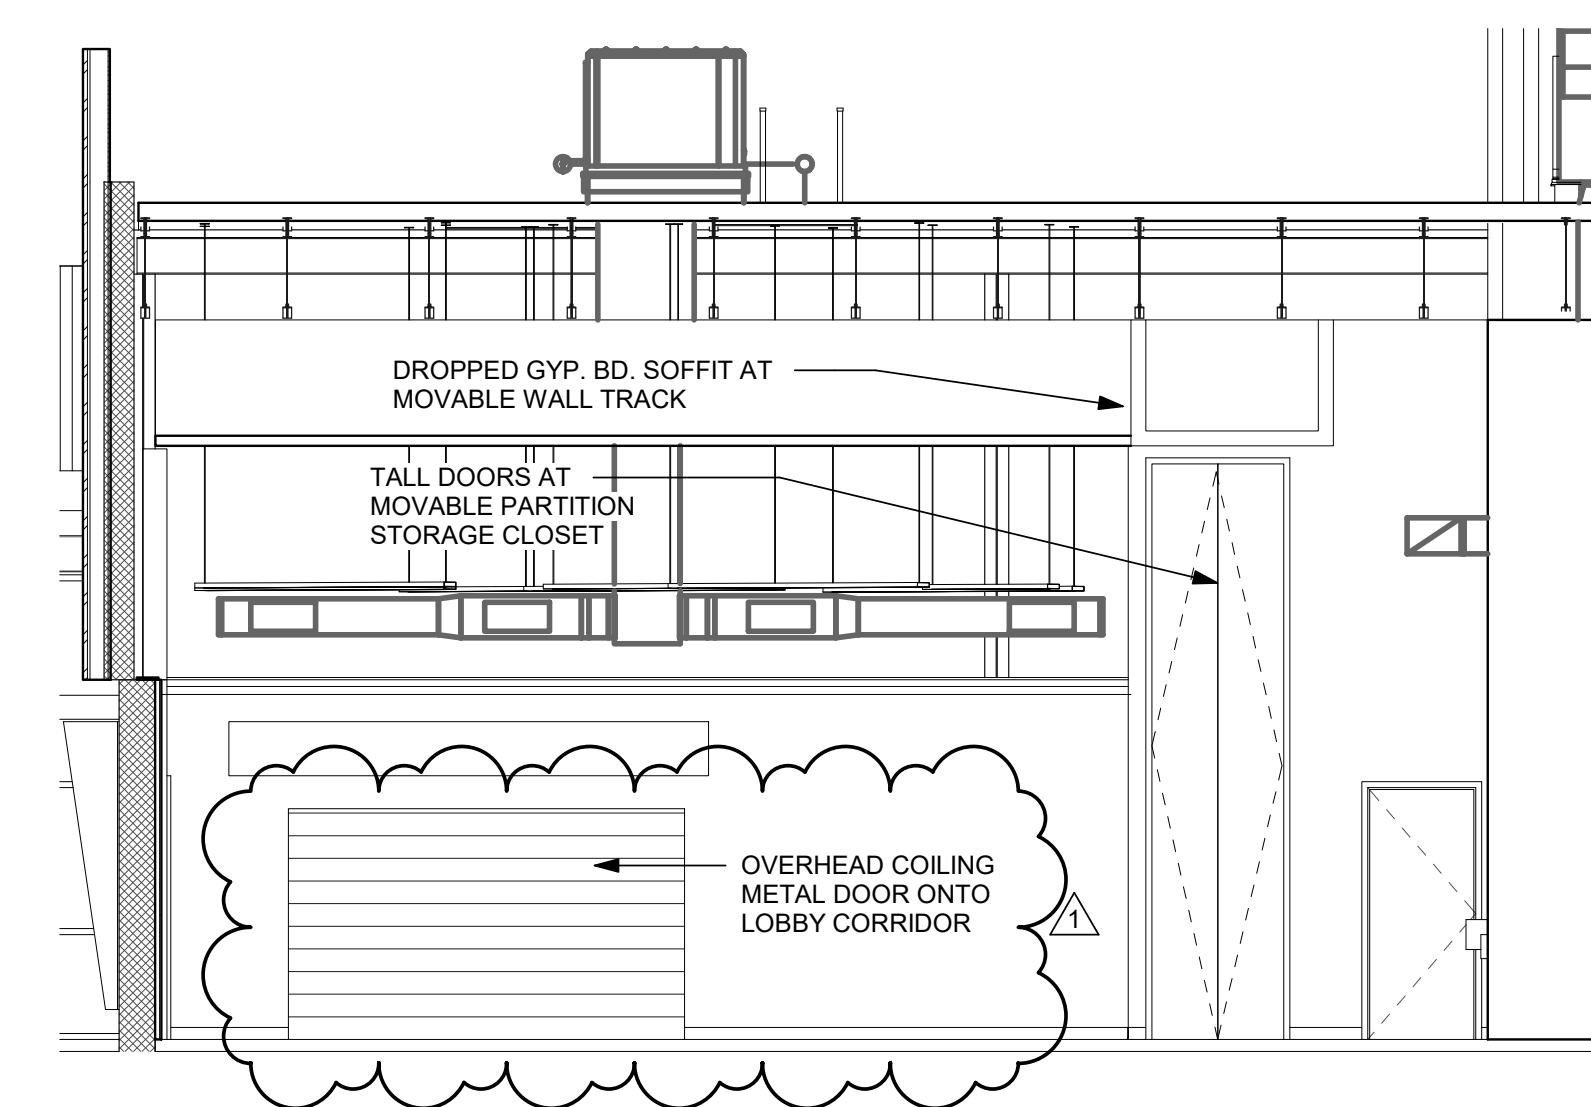 DROPPED GYP. BD. SOFFIT AT
MOVABLE WALL TRACK
TALL DOORS AT
MOVABLE PARTITION
STORAGE CLOSET
OVERHEAD COILING
METAL DOOR ONTO
LOBBY CORRIDOR
1